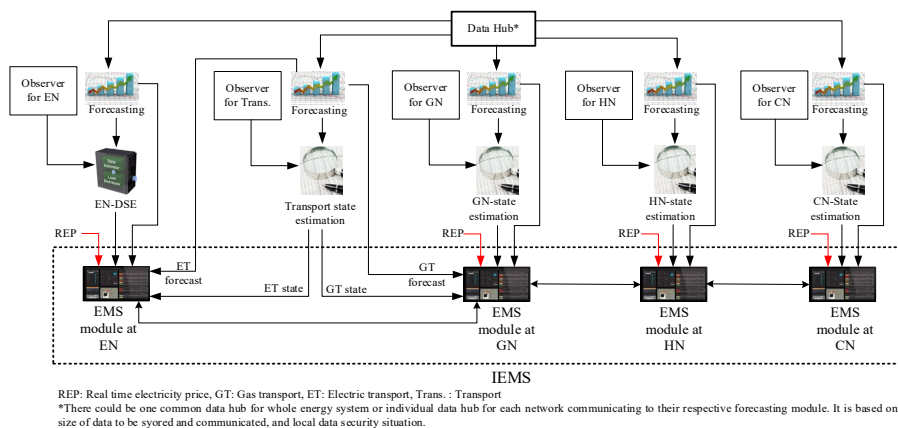 Data Hub*
Observer
for EN
Observer
for Trans.
Observer
for GN
Observer
for HN
Observer
for CN
Forecasting
Forecasting
Forecasting
Forecasting
Forecasting
EN-DSE
Transport state
estimation
GN-state
estimation
HN-state
estimation
CN-State
estimation
REP
REP
REP
REP
ET
forecast
GT
forecast
ET state
GT state
EMS
module at
EN
EMS
module at
GN
EMS
module at
HN
EMS
module at
CN
IEMS
REP: Real time electricity price, GT: Gas transport, ET: Electric transport, Trans. : Transport
*There could be one common data hub for whole energy system or individual data hub for each network communicating to their respective forecasting module. It is based on
size of data to be syored and communicated, and local data security situation.